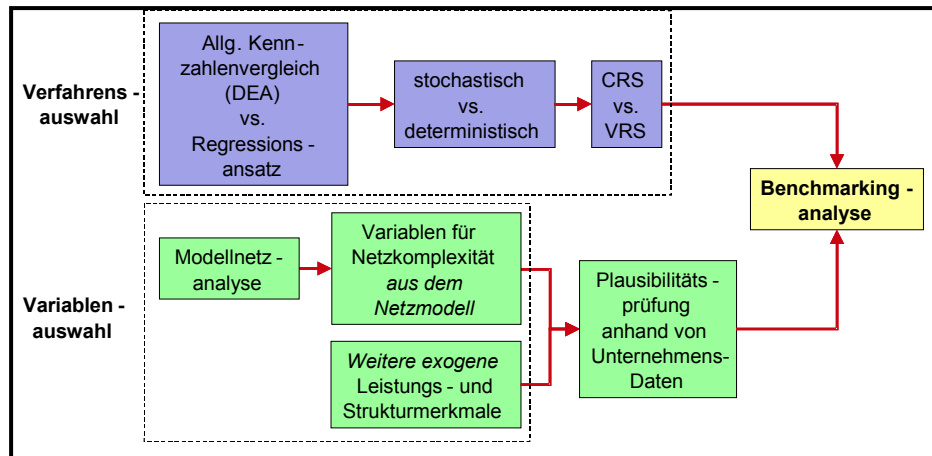 Verfahrens -
auswahl
Allg. Kenn -
zahlenvergleich
(DEA)
vs.
Regressions -
ansatz
stochastisch
vs.
deterministisch
CRS
vs.
VRS
Benchmarking -
analyse
Variablen -
auswahl
Modellnetz -
analyse
Variablen für
Netzkomplexität
aus dem
Netzmodell
Weitere exogene
Leistungs - und
Strukturmerkmale
Plausibilitäts -
prüfung
anhand von
Unternehmens-
Daten